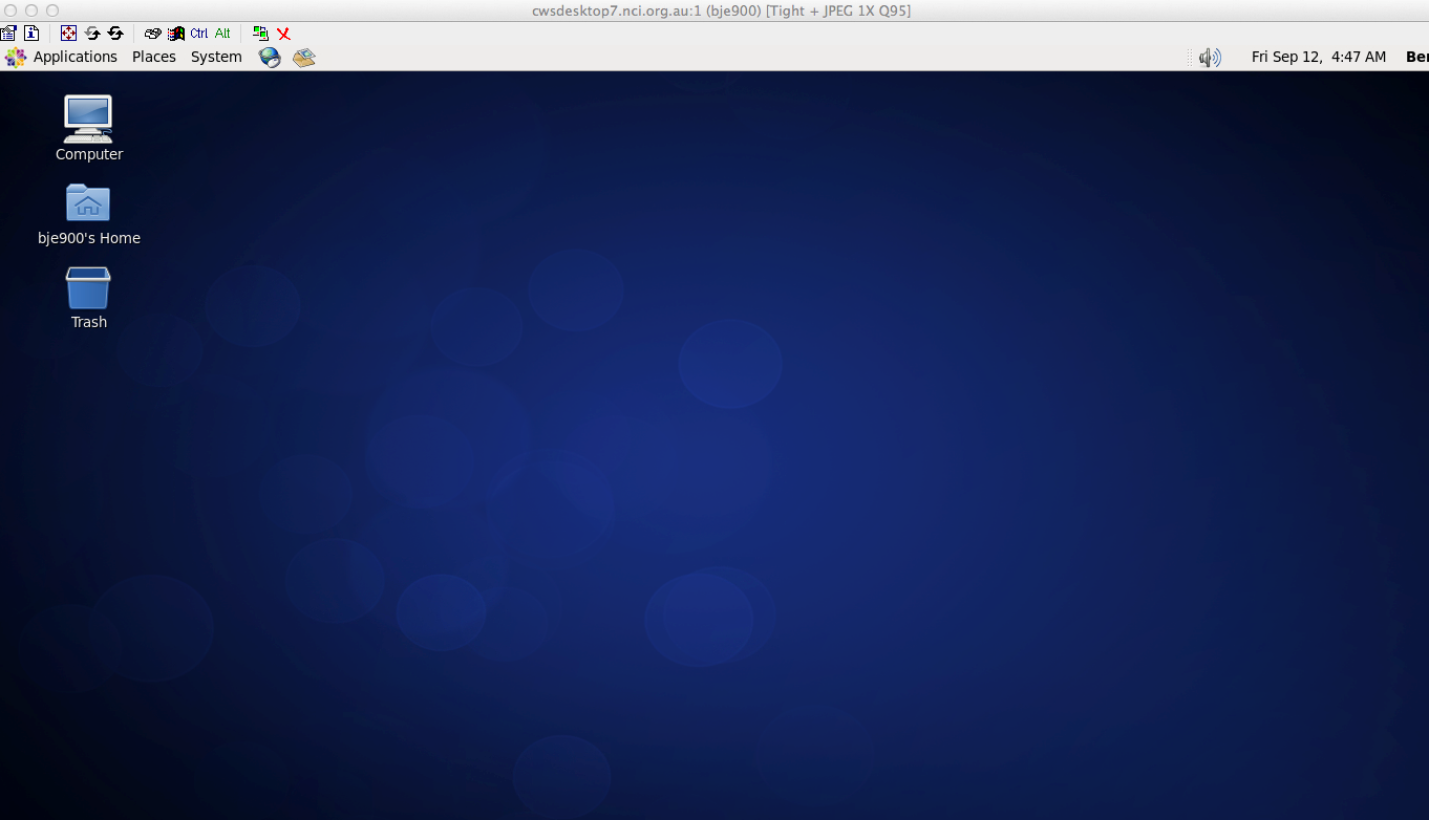 cwsdesktop7.nci.org.au:1 (bje900) [Tight + JPEG 1X Q95]
Ctrl Alt
Applications Places System Fri Sep 12, 4:47 AM Ber
Computer
bje900's Home
Trash